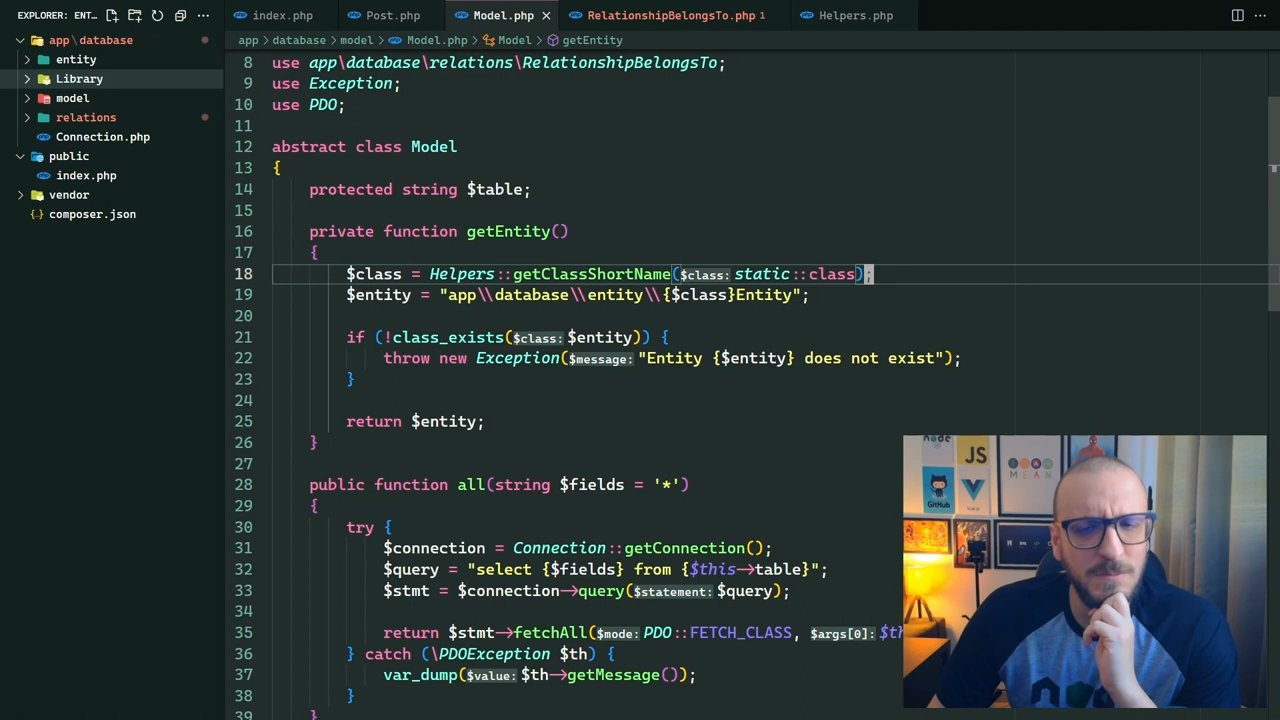 EXPLORER: ENT... ···
index.php Post.php Model.php × RelationshipBelongsTo.php 1 Helpers.php ···
app\database
app > database > model > Model.php > Model > getEntity
entity
Library
model
relations
Connection.php
public
index.php
vendor
{..} composer.json
8 use app\database\relations\RelationshipBelongsTo;
9 use Exception;
10 use PDO;
11
12 abstract class Model
13 {
14 protected string $table;
15
16 private function getEntity()
17 {
18 $class = Helpers::getClassShortName($class: static::class);
19 $entity = "app\\database\\entity\\{$class}Entity";
20
21 if (!class_exists($class: $entity)) {
22 throw new Exception($message: "Entity {$entity} does not exist");
23 }
24
25 return $entity;
26 }
27
28 public function all(string $fields = '*')
29 {
30 try {
31 $connection = Connection::getConnection();
32 $query = "select {$fields} from {$this->table}";
33 $stmt = $connection->query($statement: $query);
34
35 return $stmt->fetchAll($mode: PDO::FETCH_CLASS, $args[0]: $th
36 } catch (\PDOException $th) {
37 var_dump($value: $th->getMessage());
38 }
39 }
node
JS
MEAN
GitHub